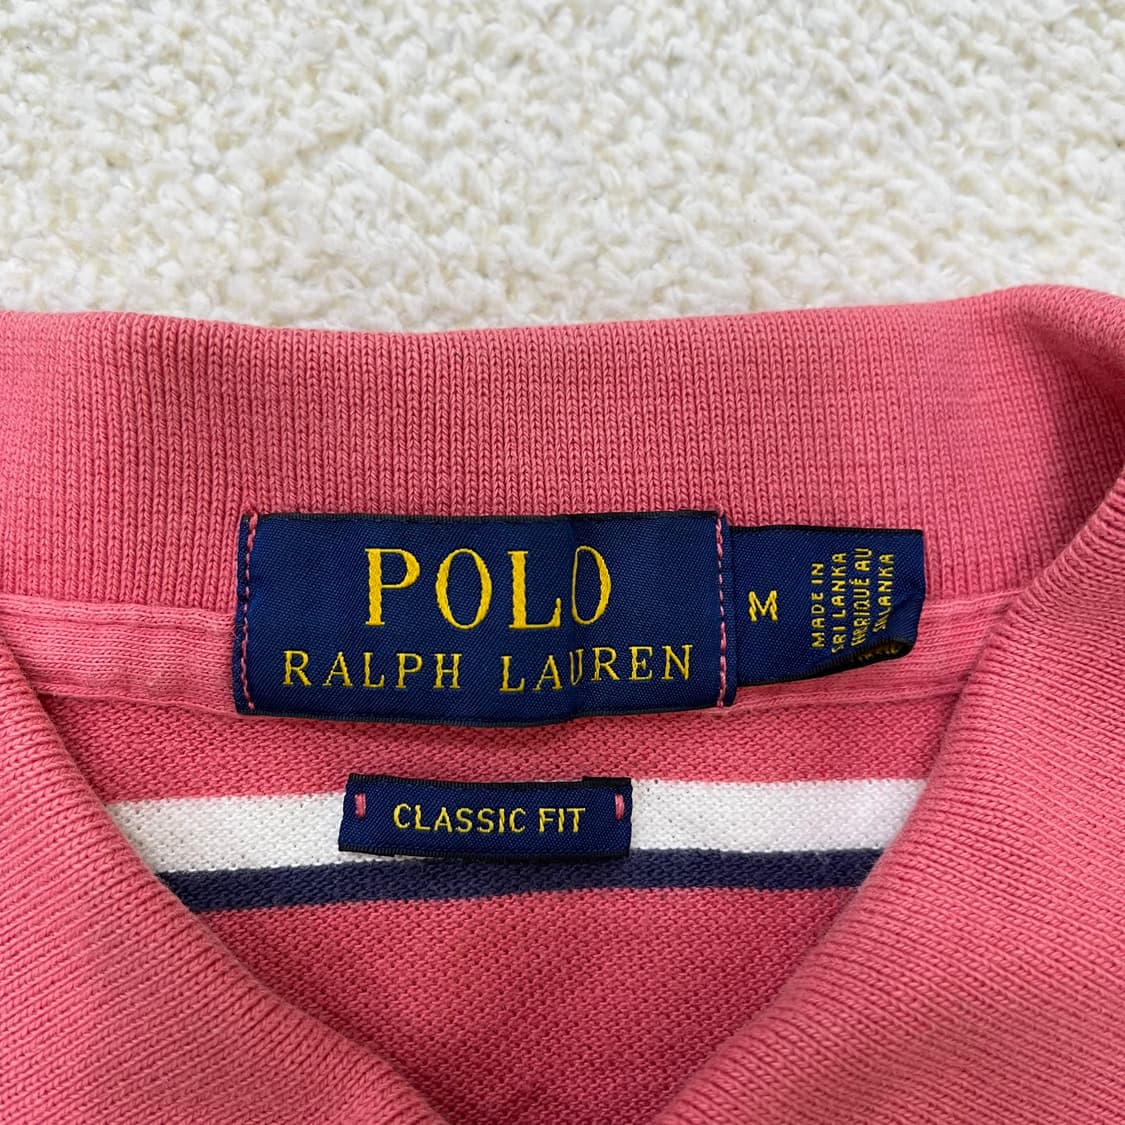 POLO
RALPH LAUREN
M
MADE IN
SRI LANKA
FABRIQUÉ AU
SRI LANKA
CLASSIC FIT